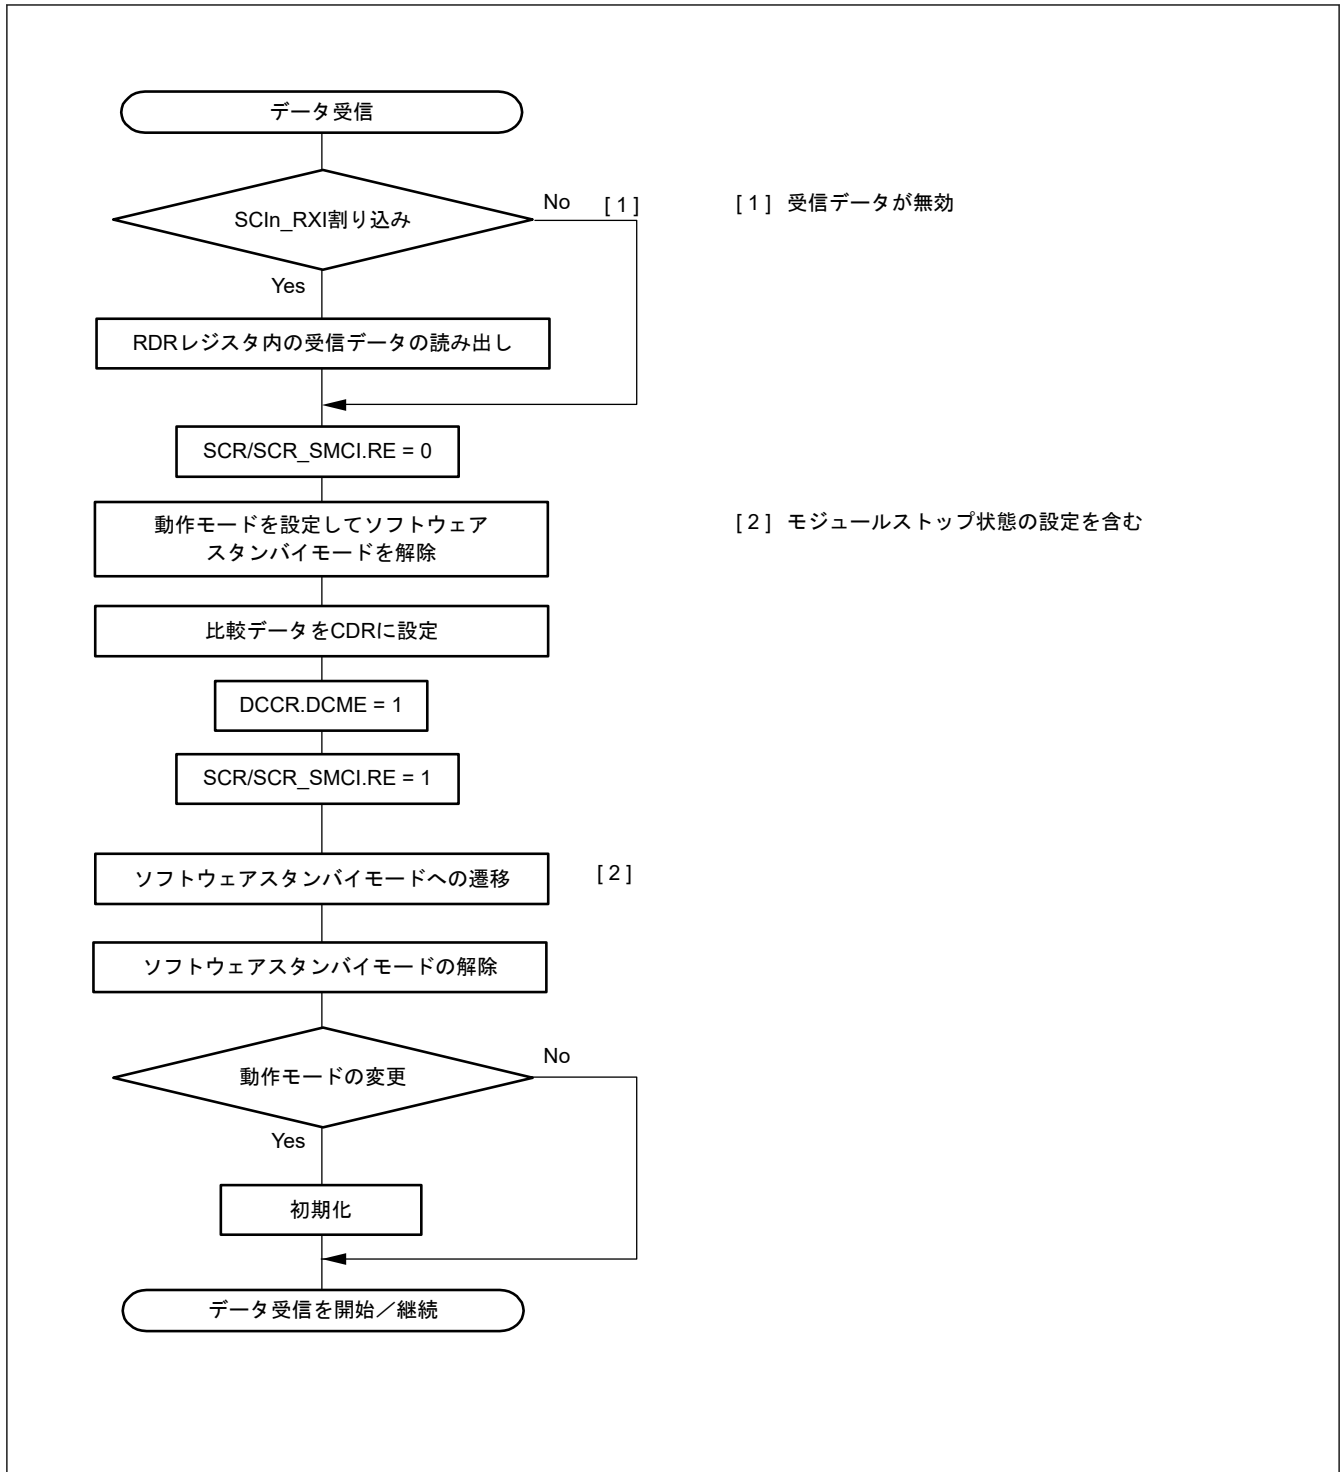 データ受信
SCIn_RXI割り込み
No
[ 1 ]
[ 1 ] 受信データが無効
Yes
RDRレジスタ内の受信データの読み出し
SCR/SCR_SMCI.RE = 0
動作モードを設定してソフトウェア
スタンバイモードを解除
[ 2 ] モジュールストップ状態の設定を含む
比較データをCDRに設定
DCCR.DCME = 1
SCR/SCR_SMCI.RE = 1
ソフトウェアスタンバイモードへの遷移
[ 2 ]
ソフトウェアスタンバイモードの解除
動作モードの変更
No
Yes
初期化
データ受信を開始／継続